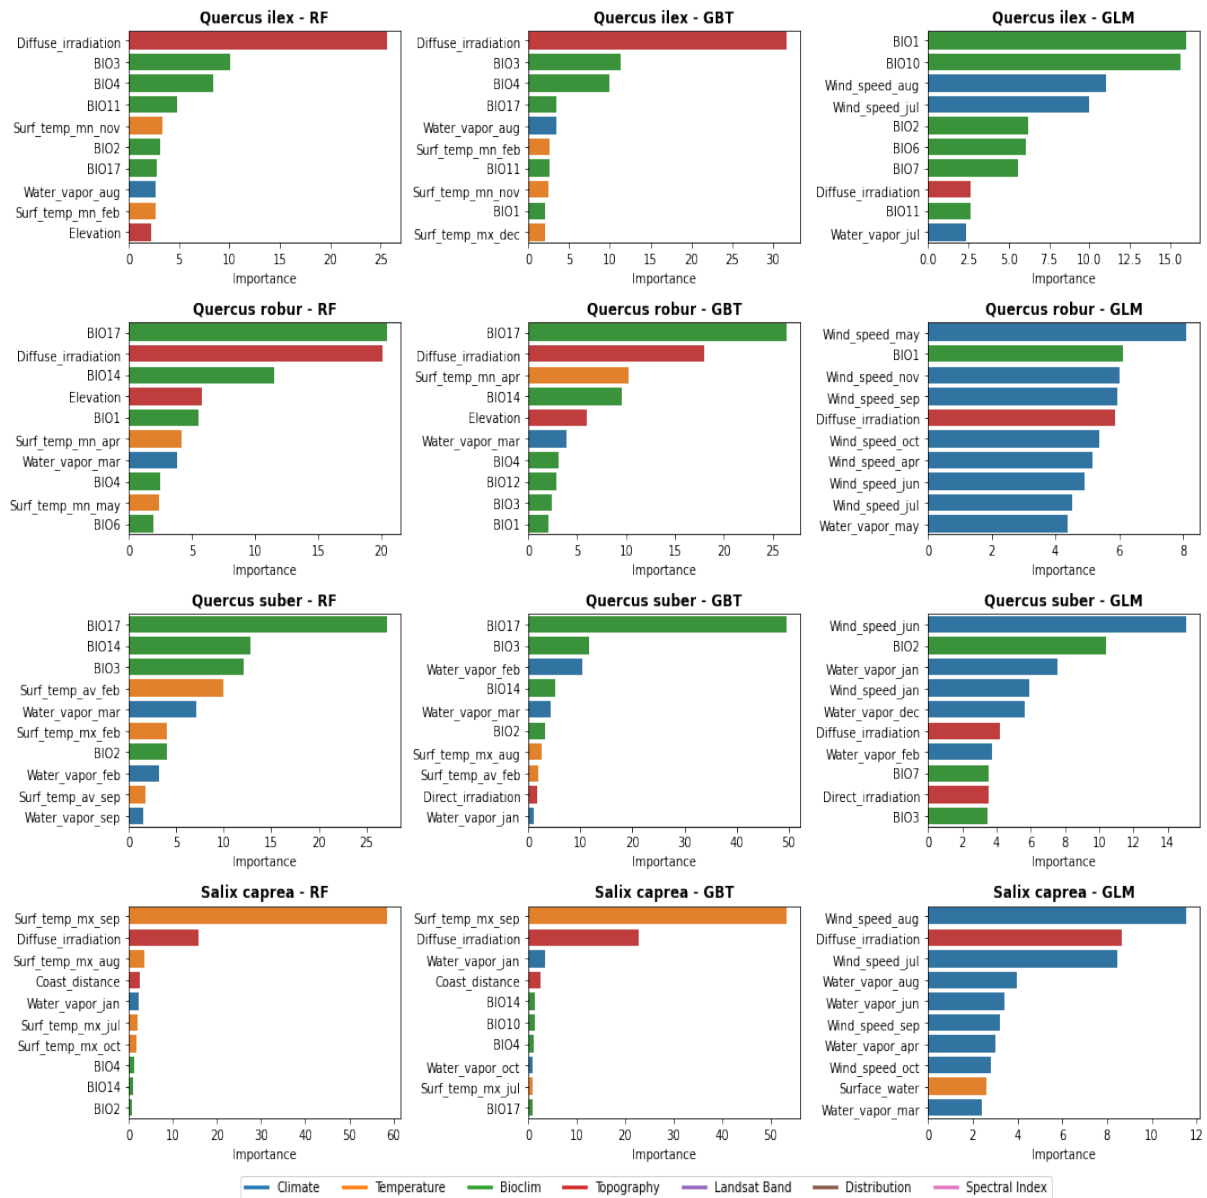 Quercus ilex - RF
Diffuse_irradiation
BIO3
BIO4
BIO11
Surf_temp_mn_nov
BIO2
BIO17
Water_vapor_aug
Surf_temp_mn_feb
Elevation
0 5 10 15 20 25
Importance
Quercus ilex - GBT
Diffuse_irradiation
BIO3
BIO4
BIO17
Water_vapor_aug
Surf_temp_mn_feb
BIO11
Surf_temp_mn_nov
BIO1
Surf_temp_mx_dec
0 5 10 15 20 25 30
Importance
Quercus ilex - GLM
BIO1
BIO10
Wind_speed_aug
Wind_speed_jul
BIO2
BIO6
BIO7
Diffuse_irradiation
BIO11
Water_vapor_jul
0.0 2.5 5.0 7.5 10.0 12.5 15.0
Importance
Quercus robur - RF
BIO17
Diffuse_irradiation
BIO14
Elevation
BIO1
Surf_temp_mn_apr
Water_vapor_mar
BIO4
Surf_temp_mn_may
BIO6
0 5 10 15 20
Importance
Quercus robur - GBT
BIO17
Diffuse_irradiation
Surf_temp_mn_apr
BIO14
Elevation
Water_vapor_mar
BIO4
BIO12
BIO3
BIO1
0 5 10 15 20 25
Importance
Quercus robur - GLM
Wind_speed_may
BIO1
Wind_speed_nov
Wind_speed_sep
Diffuse_irradiation
Wind_speed_oct
Wind_speed_apr
Wind_speed_jun
Wind_speed_jul
Water_vapor_may
0 2 4 6 8
Importance
Quercus suber - RF
BIO17
BIO14
BIO3
Surf_temp_av_feb
Water_vapor_mar
Surf_temp_mx_feb
BIO2
Water_vapor_feb
Surf_temp_av_sep
Water_vapor_sep
0 5 10 15 20 25
Importance
Quercus suber - GBT
BIO17
BIO3
Water_vapor_feb
BIO14
Water_vapor_mar
BIO2
Surf_temp_mx_aug
Surf_temp_av_feb
Direct_irradiation
Water_vapor_jan
0 10 20 30 40 50
Importance
Quercus suber - GLM
Wind_speed_jun
BIO2
Water_vapor_jan
Wind_speed_jan
Water_vapor_dec
Diffuse_irradiation
Water_vapor_feb
BIO7
Direct_irradiation
BIO3
0 2 4 6 8 10 12 14
Importance
Salix caprea - RF
Surf_temp_mx_sep
Diffuse_irradiation
Surf_temp_mx_aug
Coast_distance
Water_vapor_jan
Surf_temp_mx_jul
Surf_temp_mx_oct
BIO4
BIO14
BIO2
0 10 20 30 40 50 60
Importance
Salix caprea - GBT
Surf_temp_mx_sep
Diffuse_irradiation
Water_vapor_jan
Coast_distance
BIO14
BIO10
BIO4
Water_vapor_oct
Surf_temp_mx_jul
BIO17
0 10 20 30 40 50
Importance
Salix caprea - GLM
Wind_speed_aug
Diffuse_irradiation
Wind_speed_jul
Water_vapor_aug
Water_vapor_jun
Wind_speed_sep
Water_vapor_apr
Wind_speed_oct
Surface_water
Water_vapor_mar
0 2 4 6 8 10 12
Importance
Climate Temperature Bioclim Topography Landsat Band Distribution Spectral Index